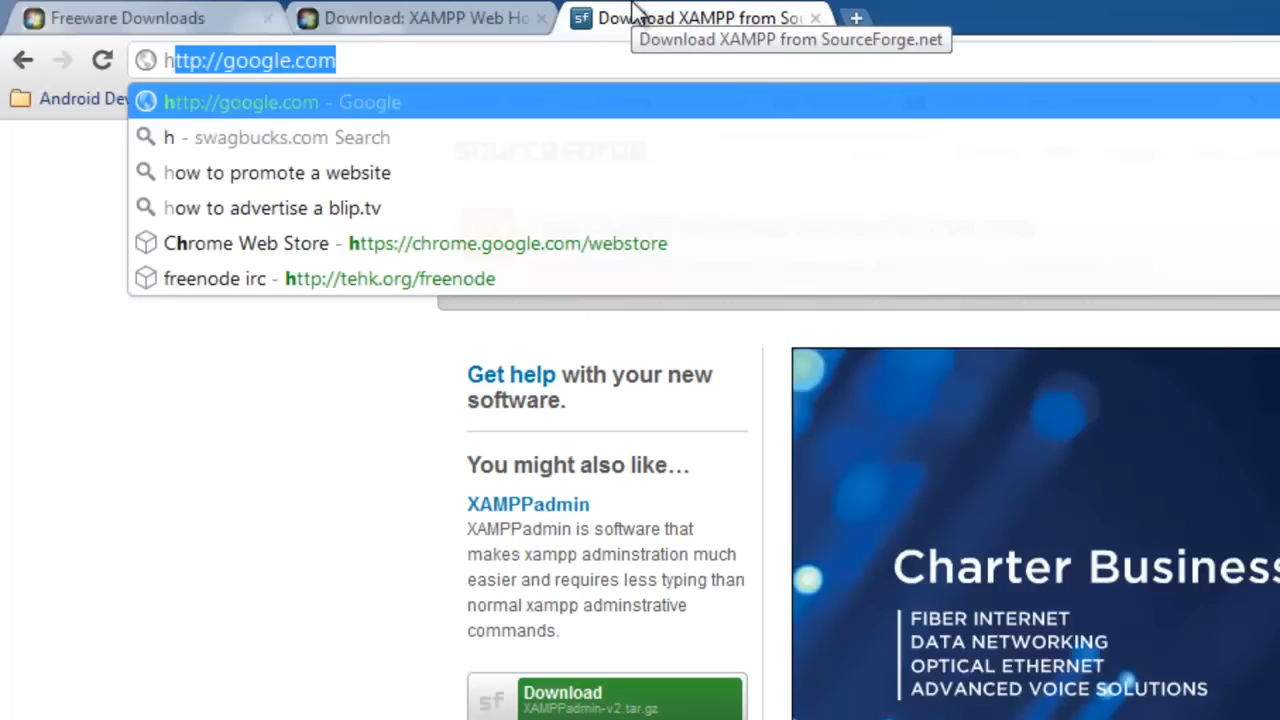 Freeware Downloads
Download: XAMPP Web Ho
Download XAMPP from Sou
Download XAMPP from SourceForge.net
http://google.com
Android Dev
http://google.com - Google
h - swagbucks.com Search
how to promote a website
how to advertise a blip.tv
Chrome Web Store - https://chrome.google.com/webstore
freenode irc - http://tehk.org/freenode
Get help with your new
software.
You might also like...
XAMPPadmin
XAMPPadmin is software that
makes xampp adminstration much
easier and requires less typing than
normal xampp adminstrative
commands.
sf Download
XAMPPadmin-v2.tar.gz
Charter Business
FIBER INTERNET
DATA NETWORKING
OPTICAL ETHERNET
ADVANCED VOICE SOLUTIONS